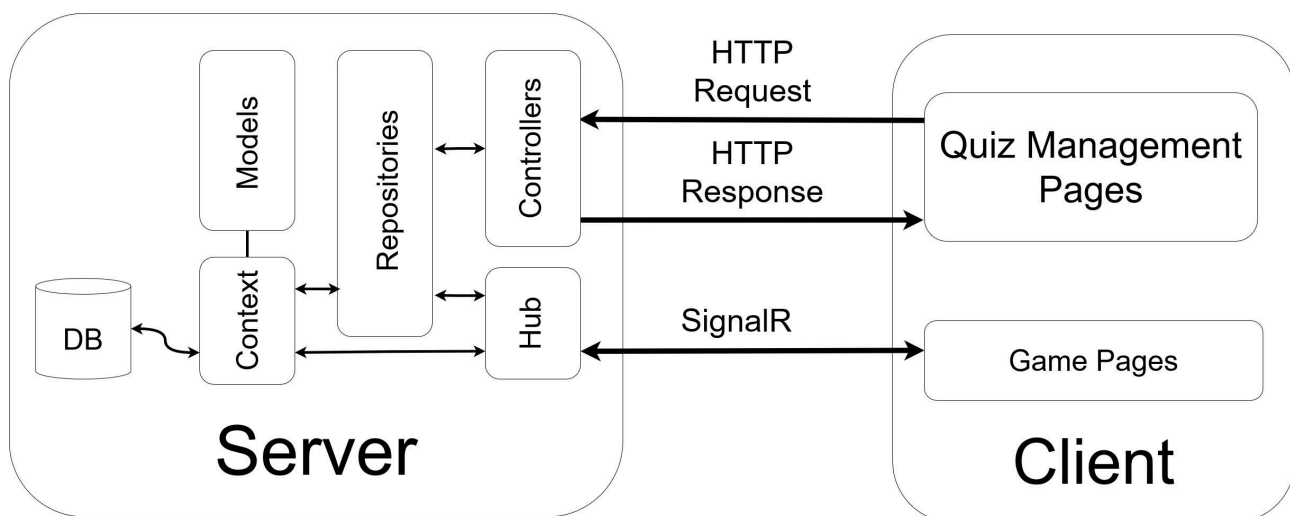 Models
Repositories
Controllers
HTTP
Request
HTTP
Response
Quiz Management
Pages
DB
Context
Hub
SignalR
Game Pages
Server
Client